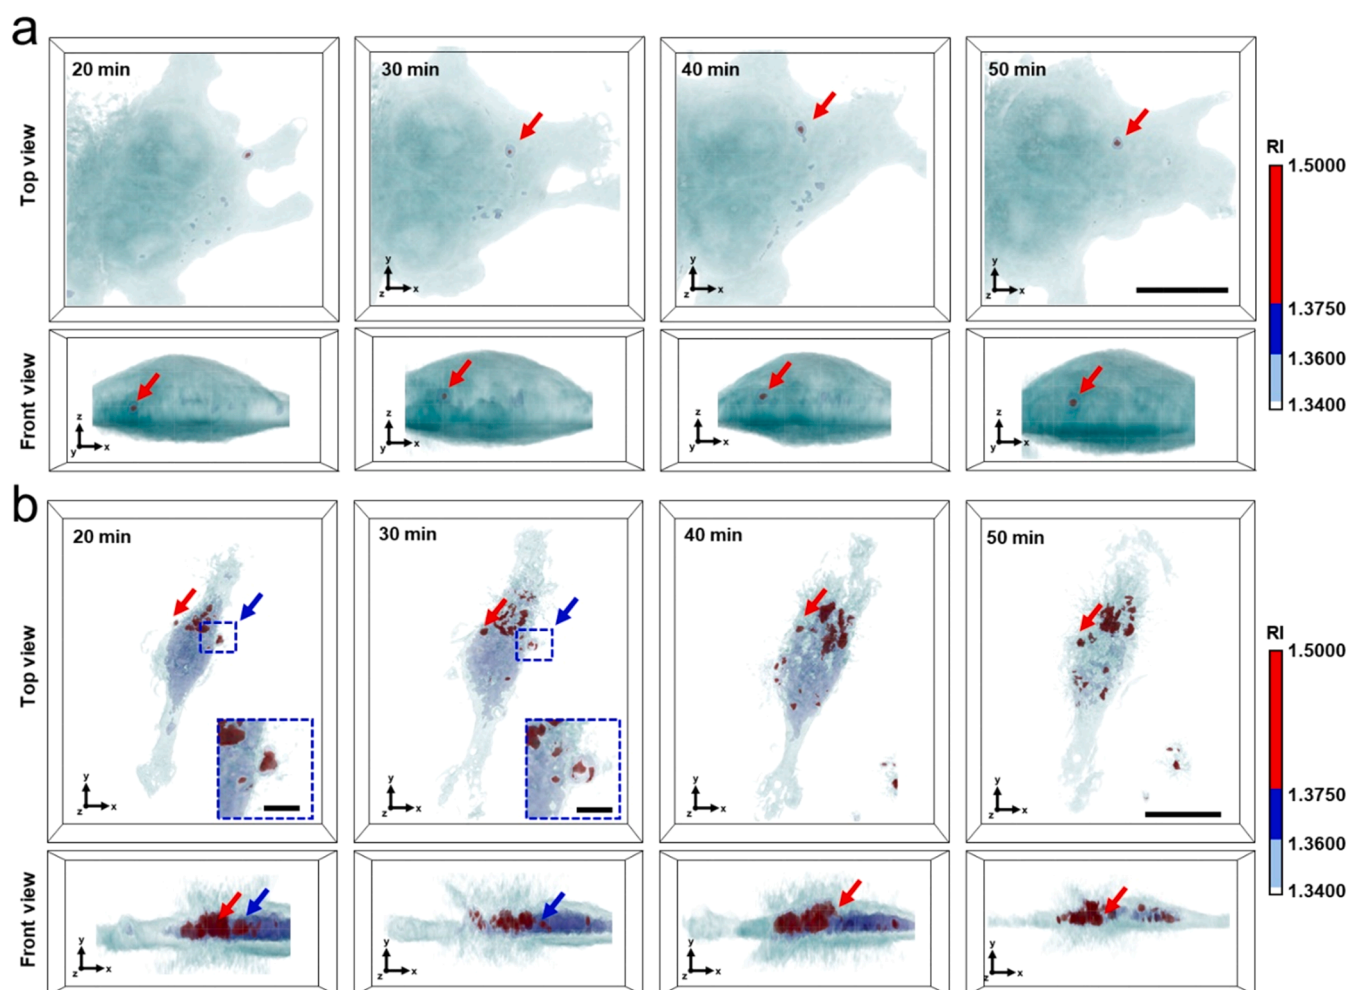 a
20 min
30 min
40 min
50 min
Top view
y
z x
y
z x
y
z x
RI
1.5000
1.3750
1.3600
1.3400
Front view
z
y x
z
y x
z
y x
z
y x
b
20 min
30 min
40 min
50 min
Top view
y
z x
y
z x
y
z x
y
z x
RI
1.5000
1.3750
1.3600
1.3400
Front view
y
z x
y
z x
y
z x
y
z x